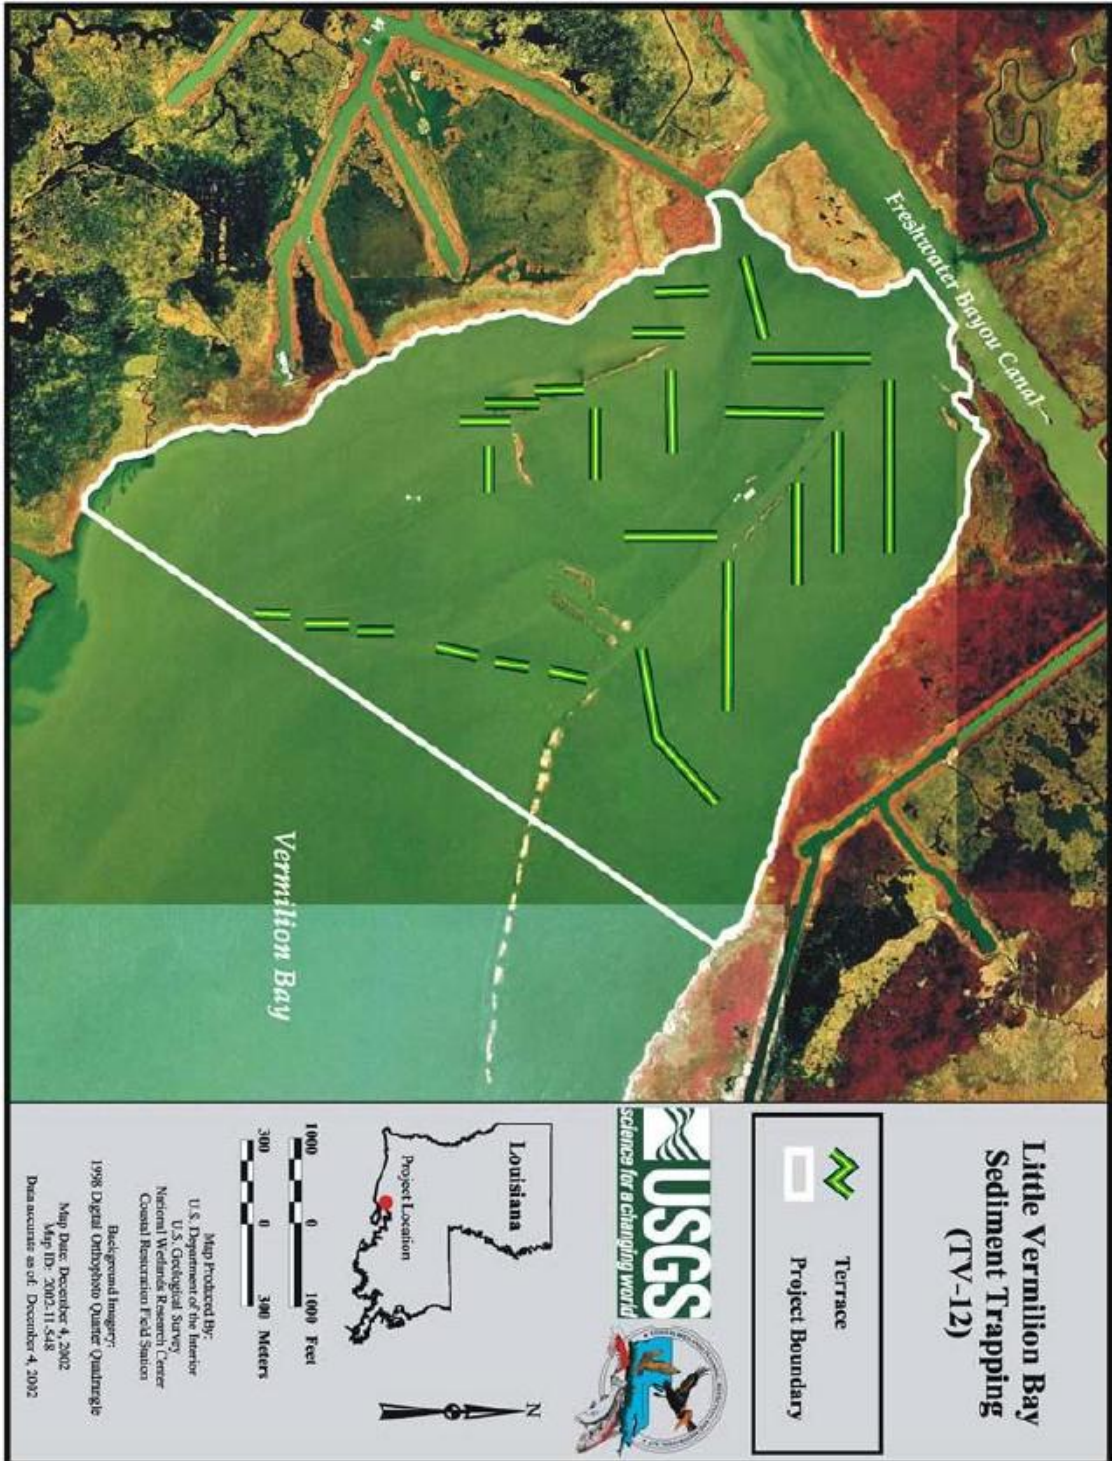 Little Vermilion Bay
Sediment Trapping
(TV-12)
Terrace
Project Boundary
USGS
science for a changing world
Louisiana
Project Location
N
1000 0 1000 Feet
300 0 300 Meters
Map Produced By:
U.S. Department of the Interior
U.S. Geological Survey
National Wetlands Research Center
Coastal Restoration Field Station
Background Imagery:
1998 Digital Orthophoto Quarter Quadrangle
Map Date: December 4, 2002
Map ID: 2002-11-548
Data accurate as of: December 4, 2002
Freshwater Bayou Canal
Vermilion Bay